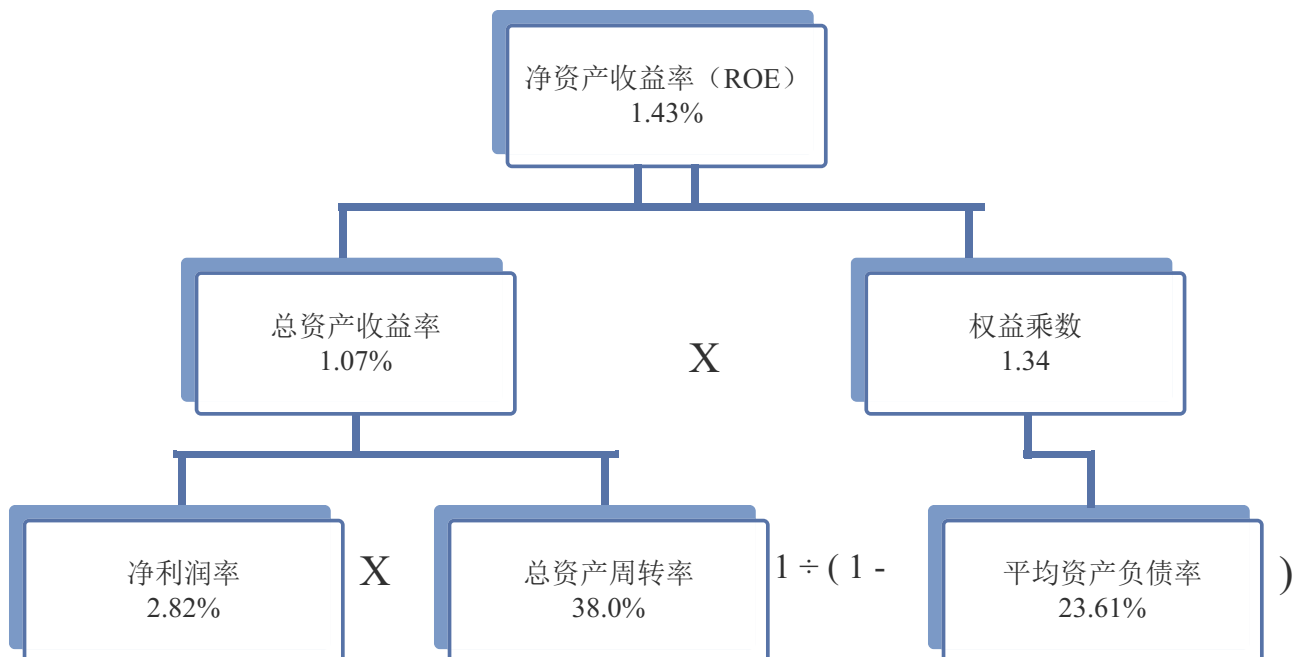 净资产收益率（ROE）
1.43%
总资产收益率
1.07%
X
权益乘数
1.34
净利润率
2.82%
X
总资产周转率
38.0%
1 ÷ ( 1 -
平均资产负债率
23.61%
)